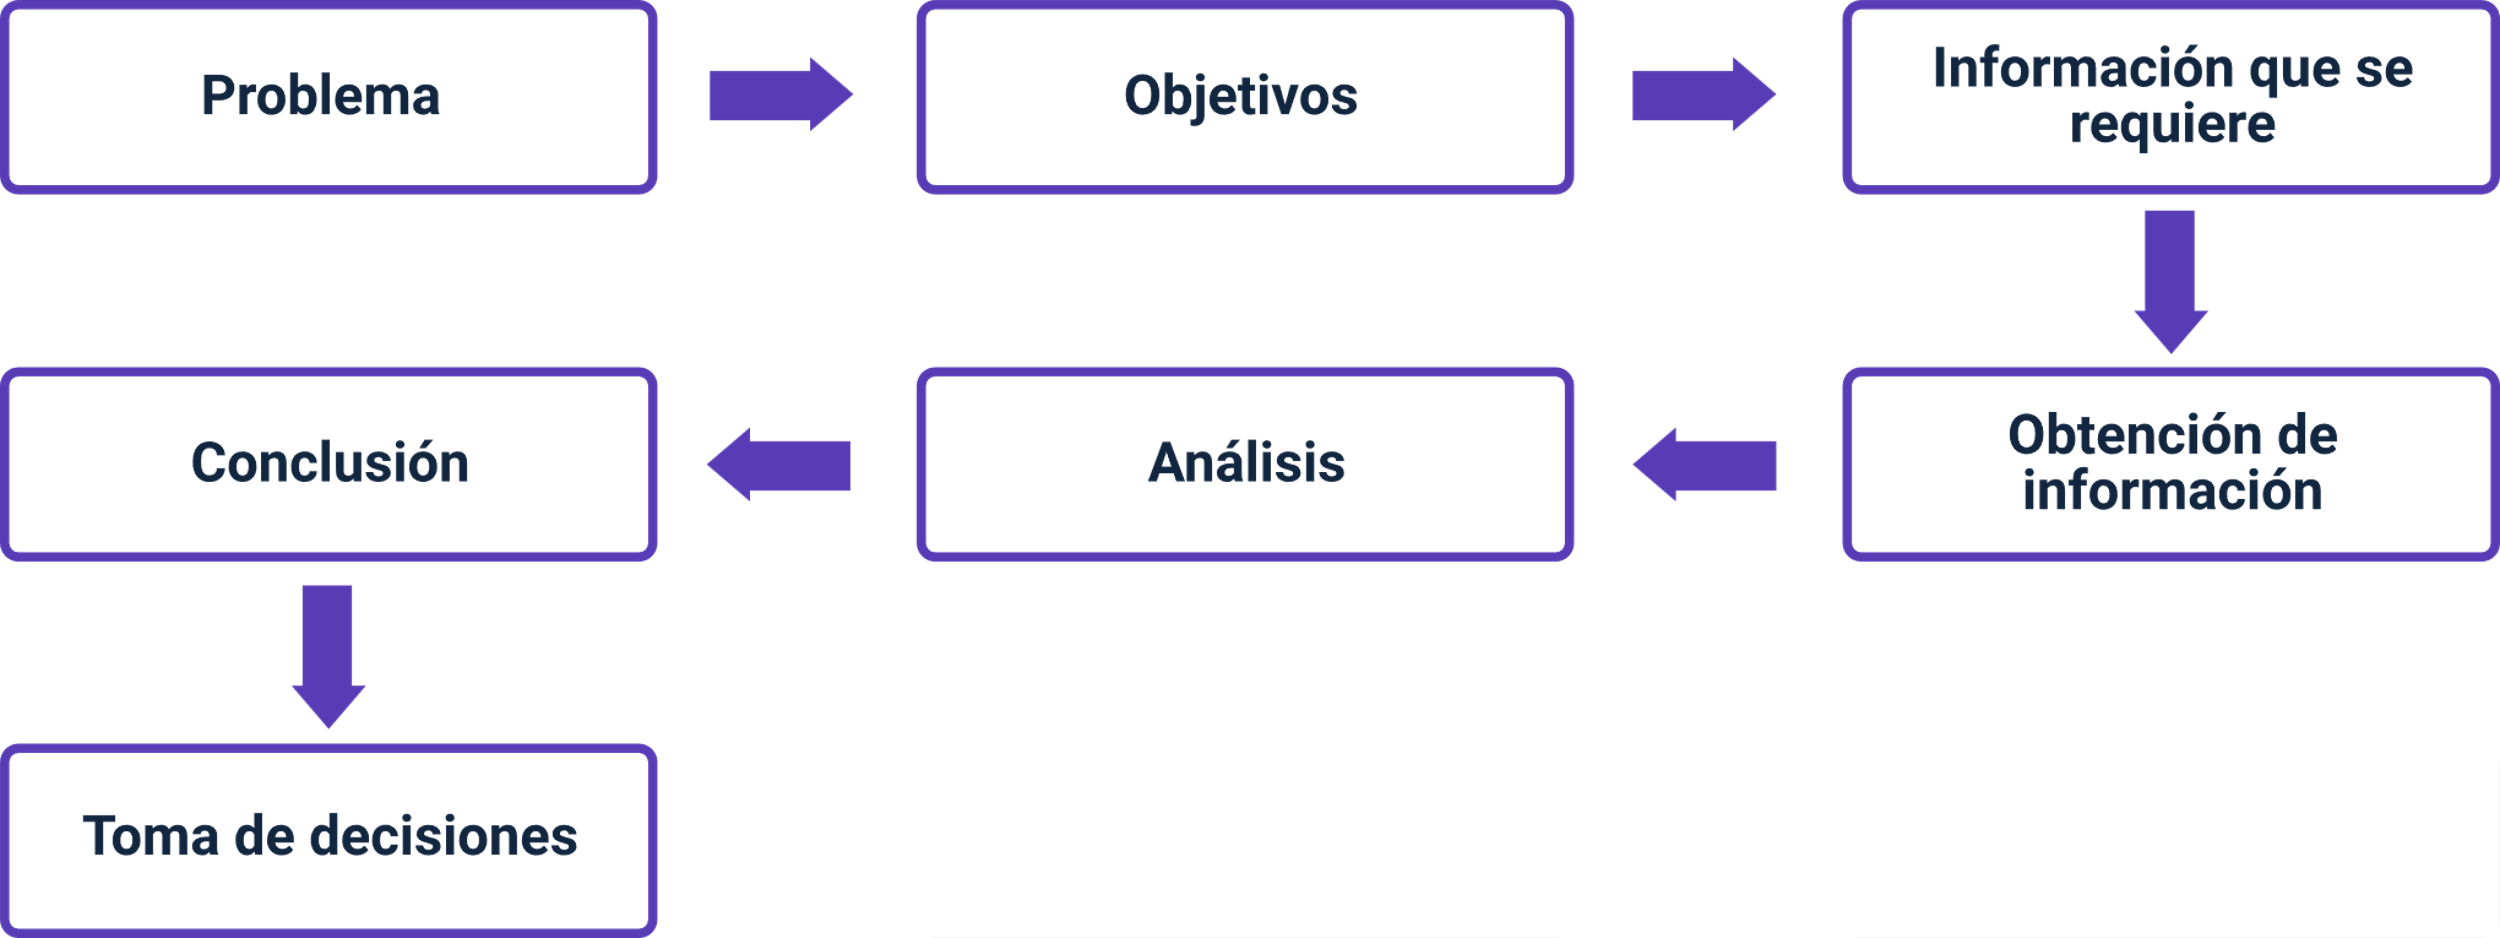 Problema
Objetivos
Información que se
requiere
Obtención de
información
Análisis
Conclusión
Toma de decisiones